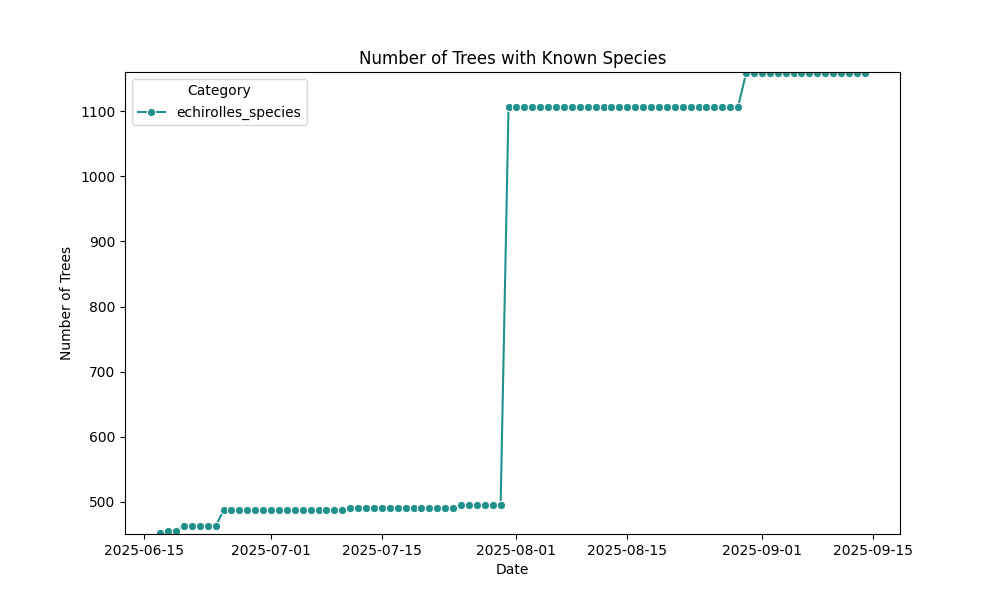 Number of Trees with Known Species
Category
echirolles_species
Number of Trees
1100
1000
900
800
700
600
500
2025-06-15
2025-07-01
2025-07-15
2025-08-01
2025-08-15
2025-09-01
2025-09-15
Date